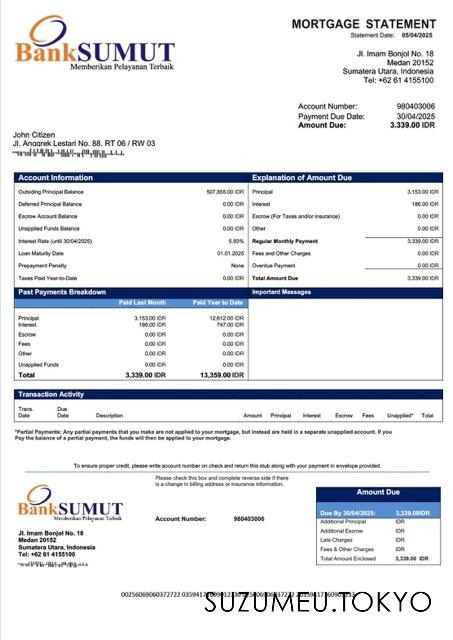 BankSUMUT
Memberikan Pelayanan Terbaik
MORTGAGE STATEMENT
Statement Date: 05/04/2025
Jl. Imam Bonjol No. 18
Medan 20152
Sumatera Utara, Indonesia
Tel: +62 61 4155100
Account Number: 980403006
Payment Due Date: 30/04/2025
Amount Due: 3.339.00 IDR
John Citizen
Jl. Anggrek Lestari No. 88, RT 06 / RW 03
Account Information
Outsiding Principal Balance 507,855.00 IDR
Deferred Principal Balance 0.00 IDR
Escrow Account Balance 0.00 IDR
Unapplied Funds Balance 0.00 IDR
Interest Rate (until 30/04/2025) 5.93%
Loan Maturity Date 01.01.2025
Prepayment Penalty None
Taxes Paid Year-to-Date 0.00 IDR
Explanation of Amount Due
Principal 3,153.00 IDR
Interest 186.00 IDR
Escrow (For Taxes and/or insurance) 0.00 IDR
Other 0.00 IDR
Regular Monthly Payment 3,339.00 IDR
Fees and Other Charges 0.00 IDR
Overdue Payment 0.00 IDR
Total Amount Due 3,339.00 IDR
Past Payments Breakdown
Paid Last Month Paid Year to Date
Principal 3,153.00 IDR 12,612.00 IDR
Interest 186.00 IDR 747.00 IDR
Escrow 0.00 IDR 0.00 IDR
Fees 0.00 IDR 0.00 IDR
Other 0.00 IDR 0.00 IDR
Unapplied Funds 0.00 IDR 0.00 IDR
Total 3,339.00 IDR 13,359.00 IDR
Important Messages
Transaction Activity
Trans. Date Due Date Description Amount Principal Interest Escrow Fees Unapplied* Total
*Partial Payments: Any partial payments that you make are not applied to your mortgage, but instead are held in a separate unapplied account. If you
Pay the balance of a partial payment, the funds will then be applied to your mortgage.
To ensure proper credit, please write account number on check and return this stub along with payment in envelope provided.
Please check this box and complete reverse side if there
is a change in billing address or insurance information.
BankSUMUT
Memberikan Pelayanan Terbaik
Account Number: 980403006
Jl. Imam Bonjol No. 18
Medan 20152
Sumatera Utara, Indonesia
Tel: +62 61 4155100
Amount Due
Due By 30/04/2025: 3,339.00IDR
Additional Principal IDR
Additional Escrow IDR
Late Charges IDR
Fees & Other Charges IDR
Total Amount Enclosed 3,339.00 IDR
SUZUMEU.TOKYO